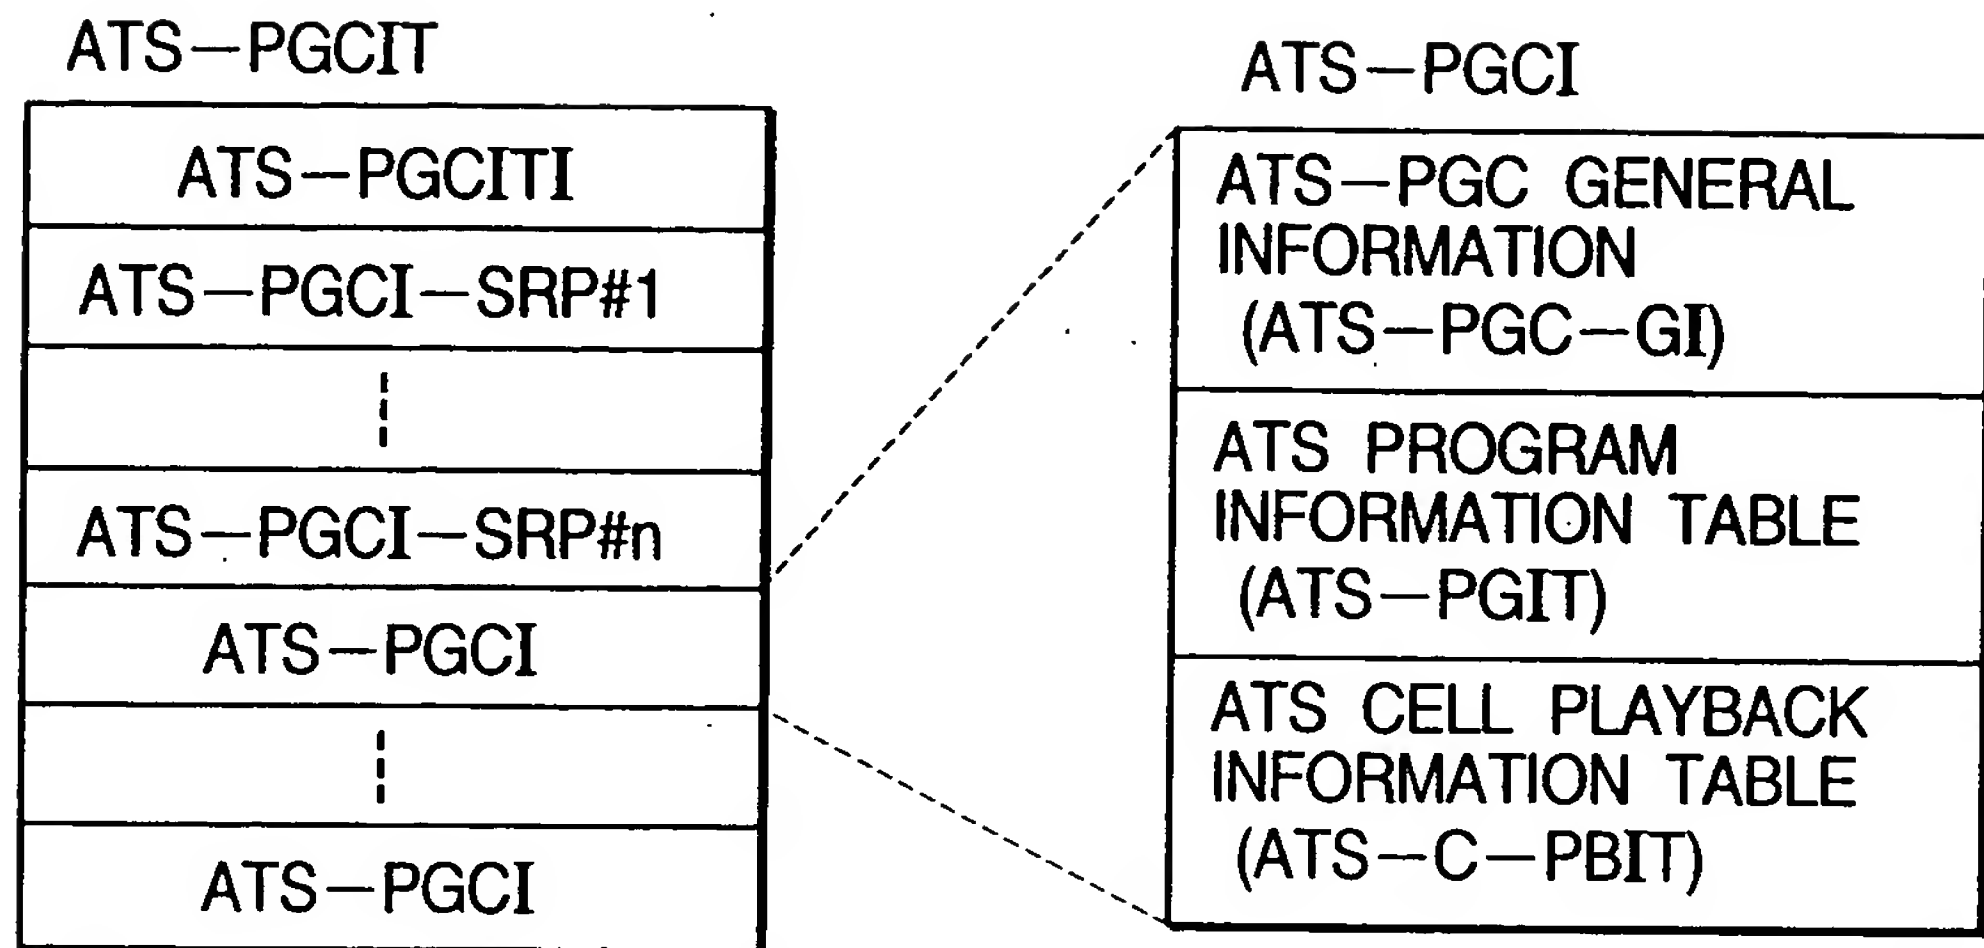 ATS—PGCIT
ATS—PGCITI
ATS—PGCI—SRP#1
ATS—PGCI—SRP#n
ATS—PGCI
ATS—PGCI
ATS—PGCI
ATS—PGC GENERAL
INFORMATION
(ATS—PGC—GI)
ATS PROGRAM
INFORMATION TABLE
(ATS—PGIT)
ATS CELL PLAYBACK
INFORMATION TABLE
(ATS—C—PBIT)